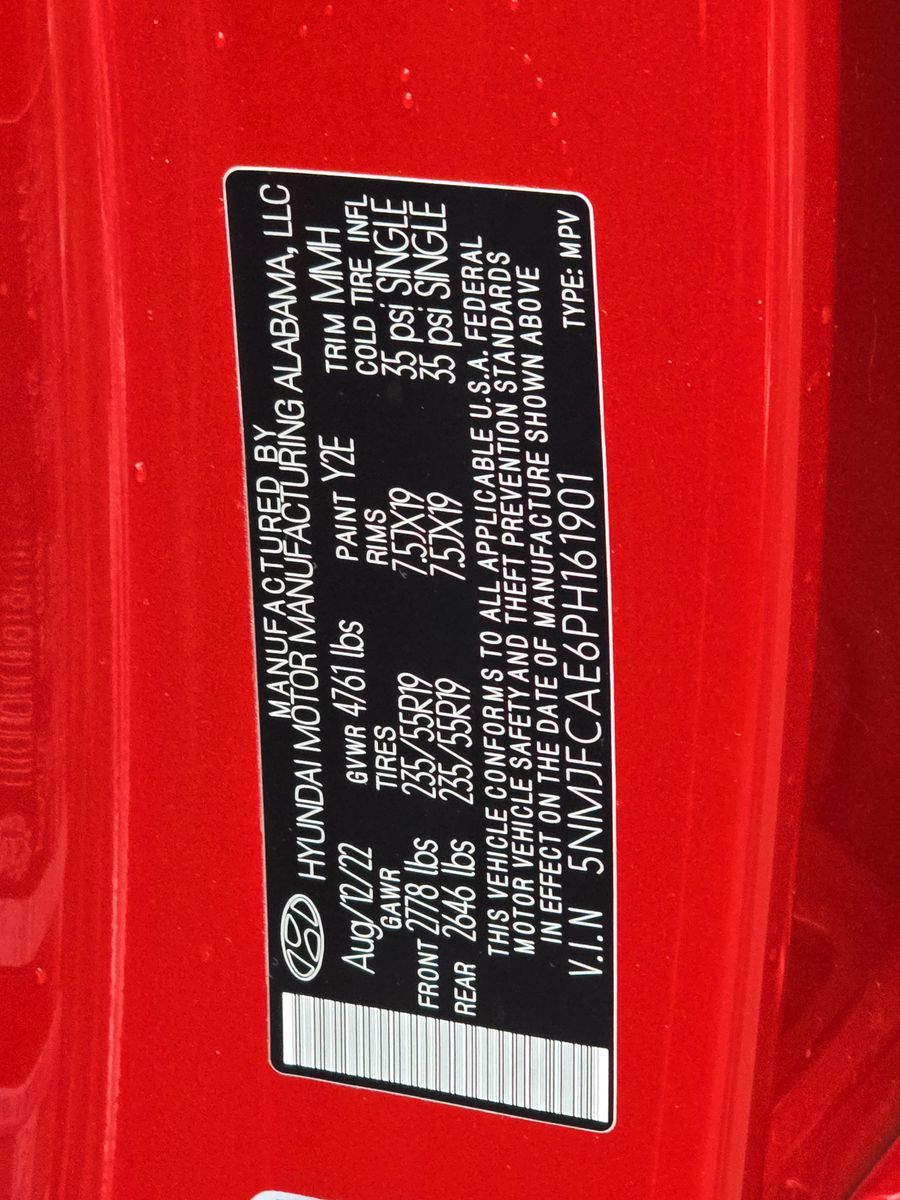 MANUFACTURED BY
HYUNDAI MOTOR MANUFACTURING ALABAMA, LLC
Aug/12/22 GVWR 4761 lbs PAINT Y2E TRIM MMH
GAWR TIRES RIMS COLD TIRE INFL
FRONT 2778 lbs 235/55R19 7.5JX19 35 psi SINGLE
REAR 2646 lbs 235/55R19 7.5JX19 35 psi SINGLE
THIS VEHICLE CONFORMS TO ALL APPLICABLE U.S.A. FEDERAL
MOTOR VEHICLE SAFETY AND THEFT PREVENTION STANDARDS
IN EFFECT ON THE DATE OF MANUFACTURE SHOWN ABOVE
V.I.N 5NMJFCAE6PH161901 TYPE: MPV